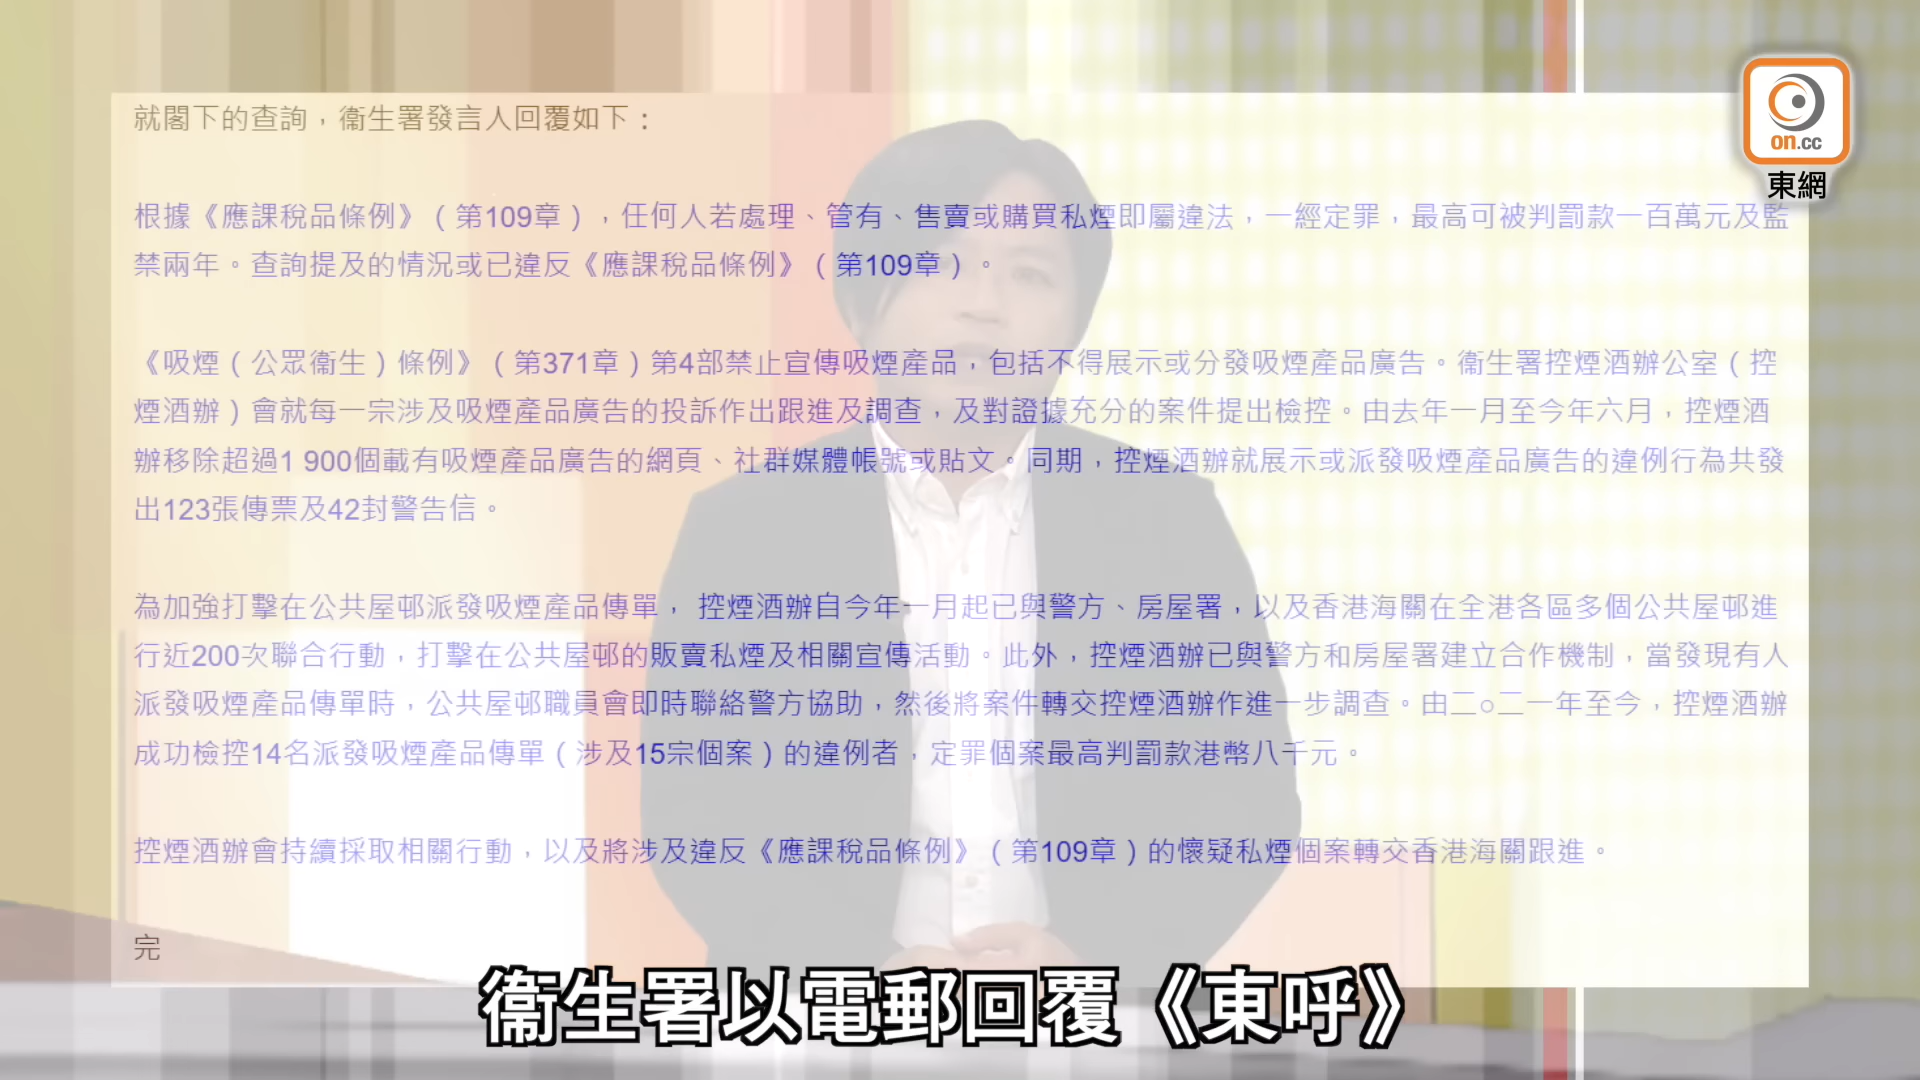 就閣下的查詢，衞生署發言人回覆如下：
on.cc
東網
根據《應課稅品條例》（第109章），任何人若處理、管有、售賣或購買私煙即屬違法，一經定罪，最高可被判罰款一百萬元及監
禁兩年。查詢提及的情況或已違反《應課稅品條例》（第109章）。
《吸煙（公眾衞生）條例》（第371章）第4部禁止宣傳吸煙產品，包括不得展示或分發吸煙產品廣告。衞生署控煙酒辦公室（控
煙酒辦）會就每一宗涉及吸煙產品廣告的投訴作出跟進及調查，及對證據充分的案件提出檢控。由去年一月至今年六月，控煙酒
辦移除超過1 900個載有吸煙產品廣告的網頁、社群媒體帳號或貼文。同期，控煙酒辦就展示或派發吸煙產品廣告的違例行為共發
出123張傳票及42封警告信。
為加強打擊在公共屋邨派發吸煙產品傳單， 控煙酒辦自今年一月起已與警方、房屋署，以及香港海關在全港各區多個公共屋邨進
行近200次聯合行動，打擊在公共屋邨的販賣私煙及相關宣傳活動。此外，控煙酒辦已與警方和房屋署建立合作機制，當發現有人
派發吸煙產品傳單時，公共屋邨職員會即時聯絡警方協助，然後將案件轉交控煙酒辦作進一步調查。由二○二一年至今，控煙酒辦
成功檢控14名派發吸煙產品傳單（涉及15宗個案）的違例者，定罪個案最高判罰款港幣八千元。
控煙酒辦會持續採取相關行動，以及將涉及違反《應課稅品條例》（第109章）的懷疑私煙個案轉交香港海關跟進。
完
衞生署以電郵回覆《東呼》